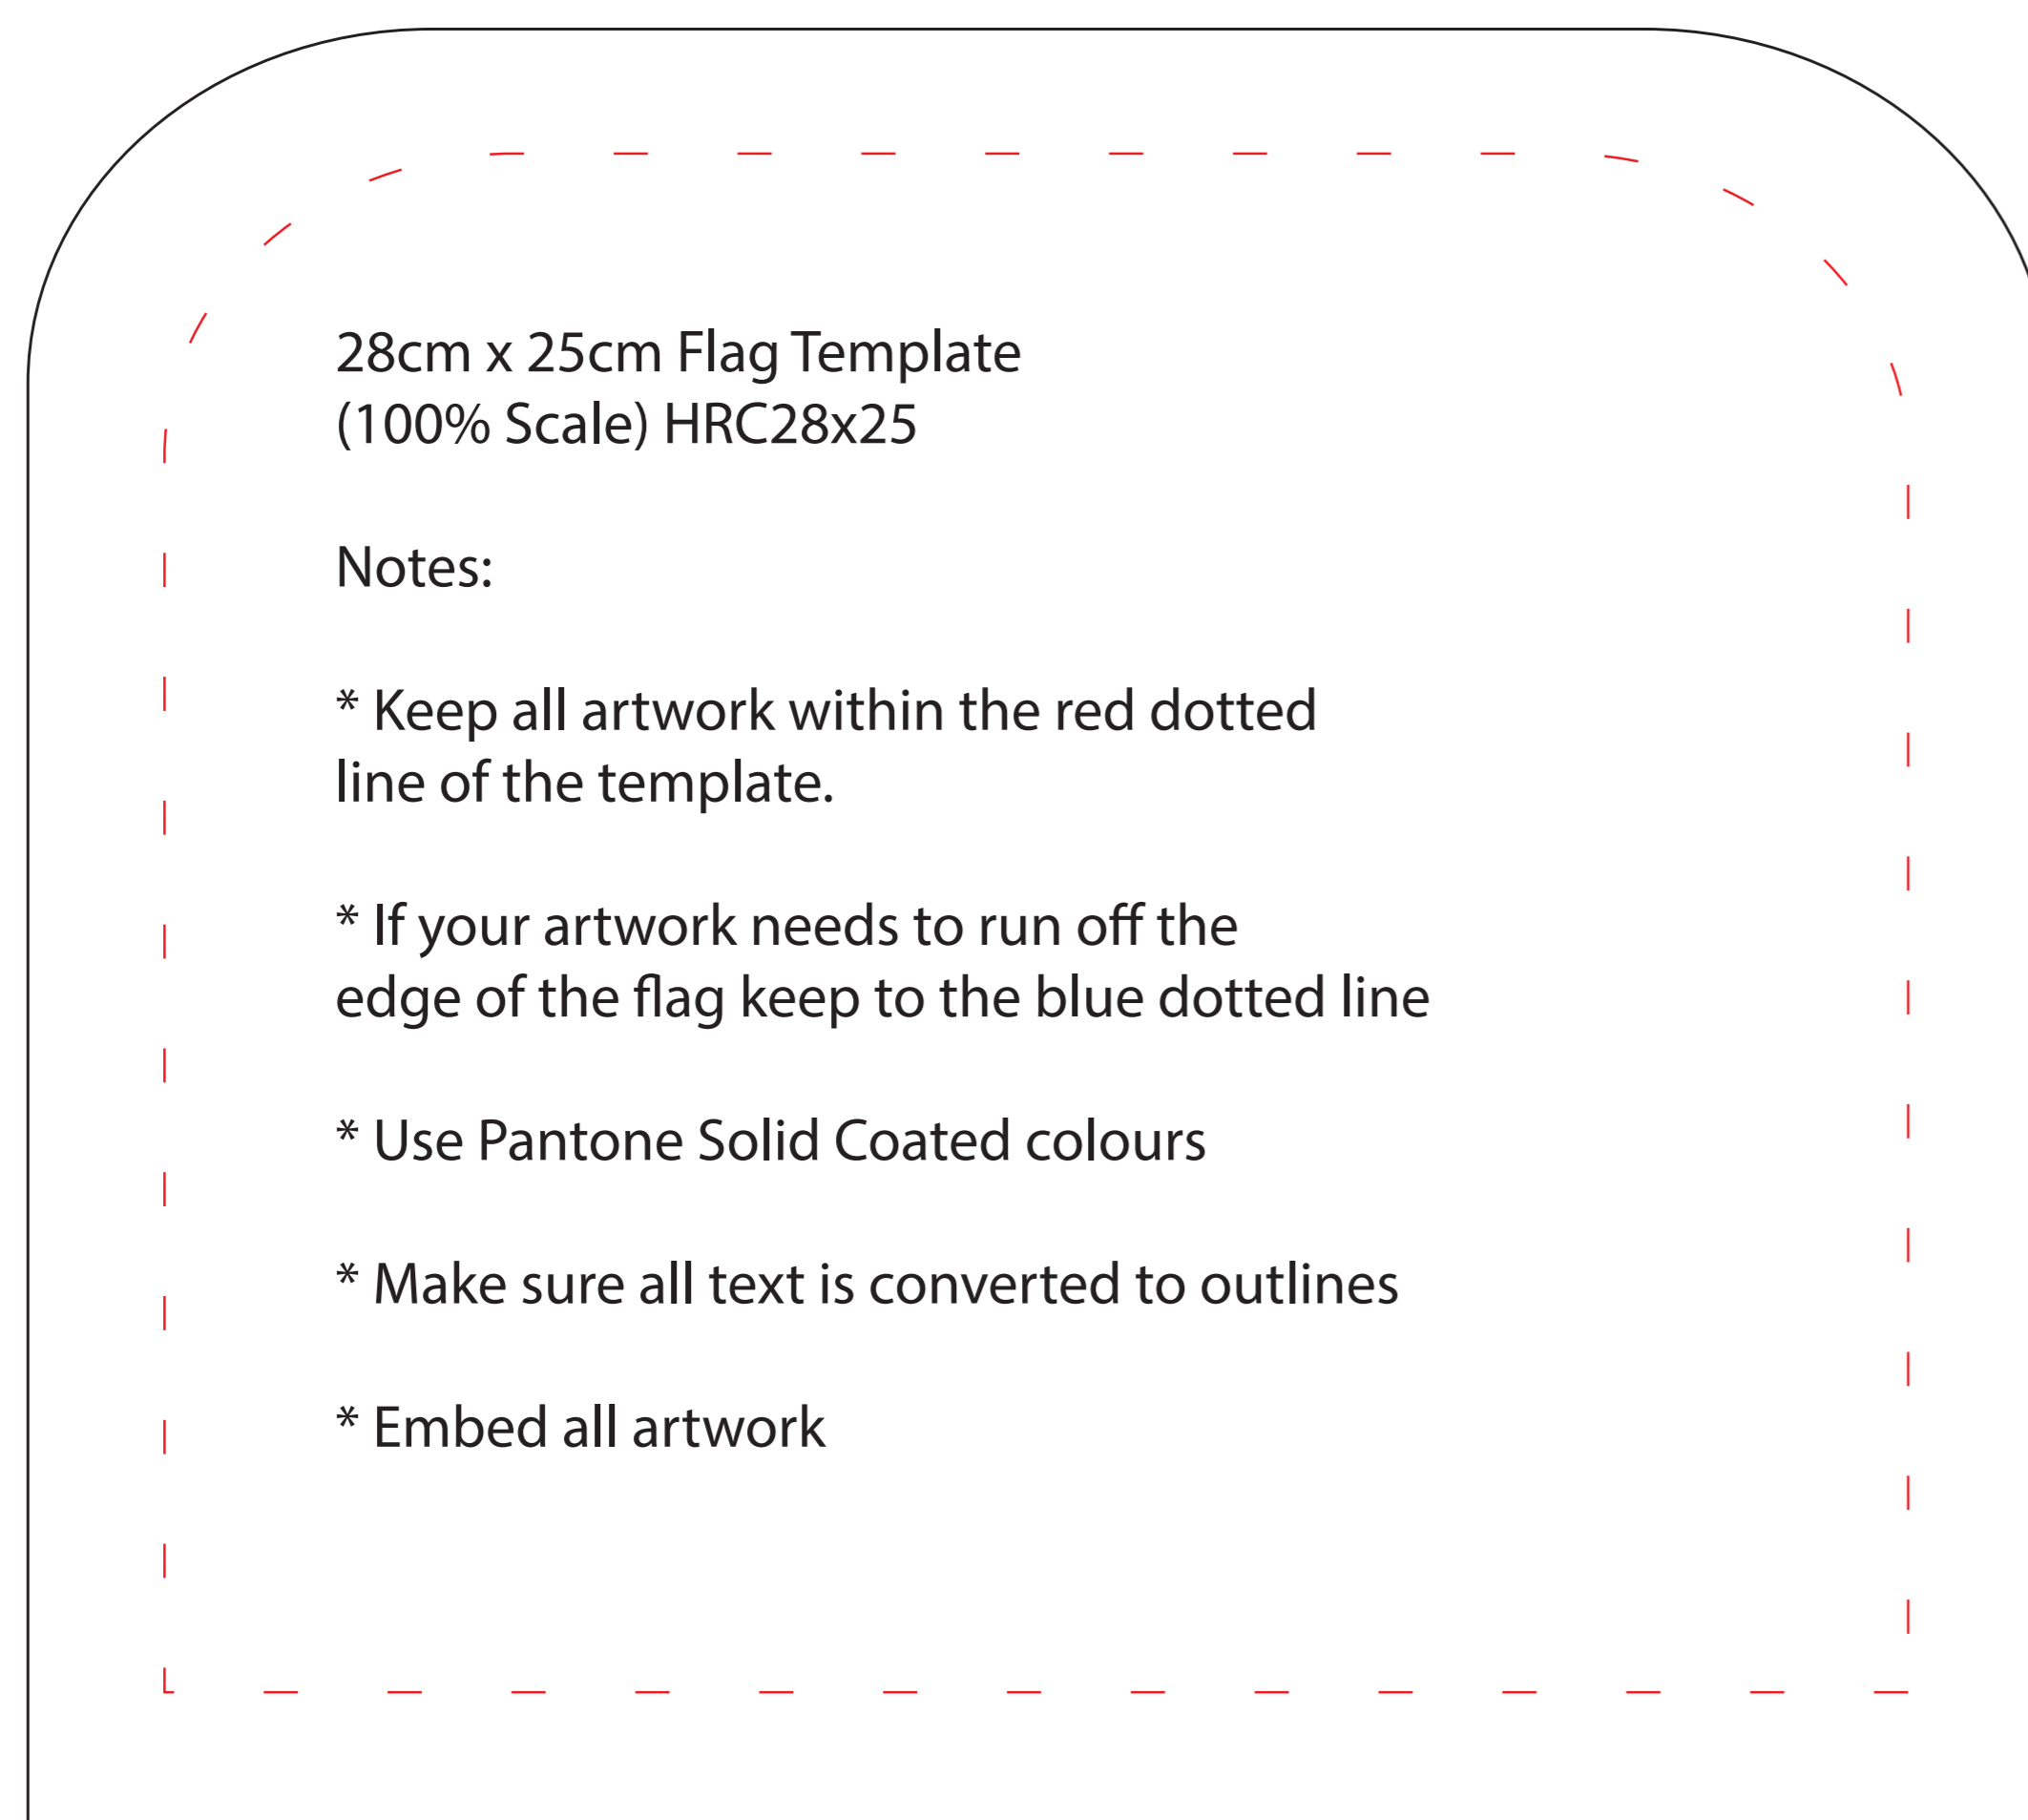 28cm x 25cm Flag Template
(100% Scale) HRC28x25
Notes:
* Keep all artwork within the red dotted
line of the template.
* If your artwork needs to run off the
edge of the flag keep to the blue dotted line
* Use Pantone Solid Coated colours
* Make sure all text is converted to outlines
* Embed all artwork